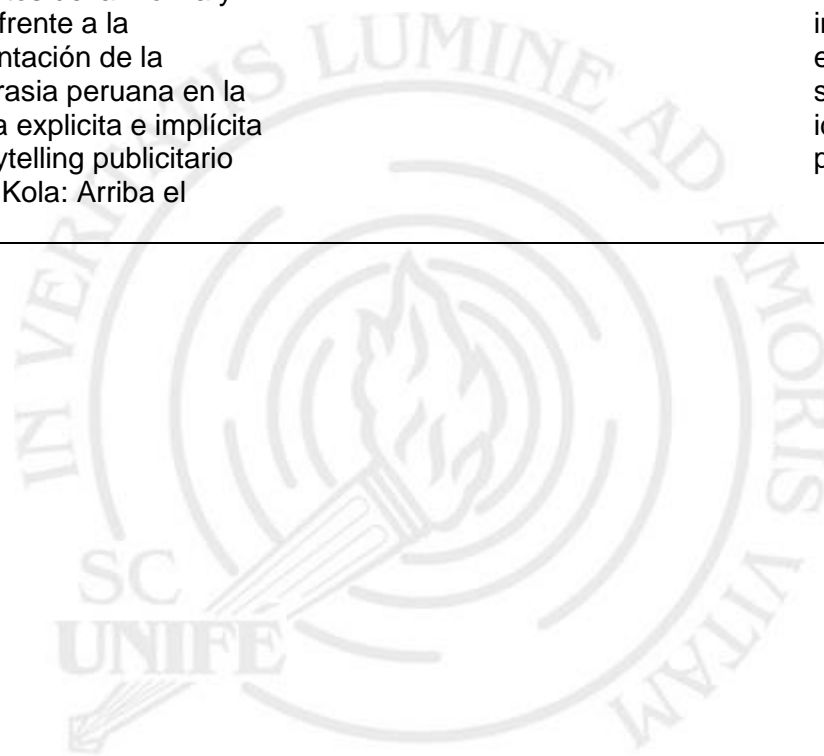 frente a la
ntación de la
rasia peruana en la
a explicita e implícita
ytelling publicitario
Kola: Arriba el
i
e
s
i
p
IN VERITATIS LUMINE AD AMORIS VITAM
SC
UNIFE